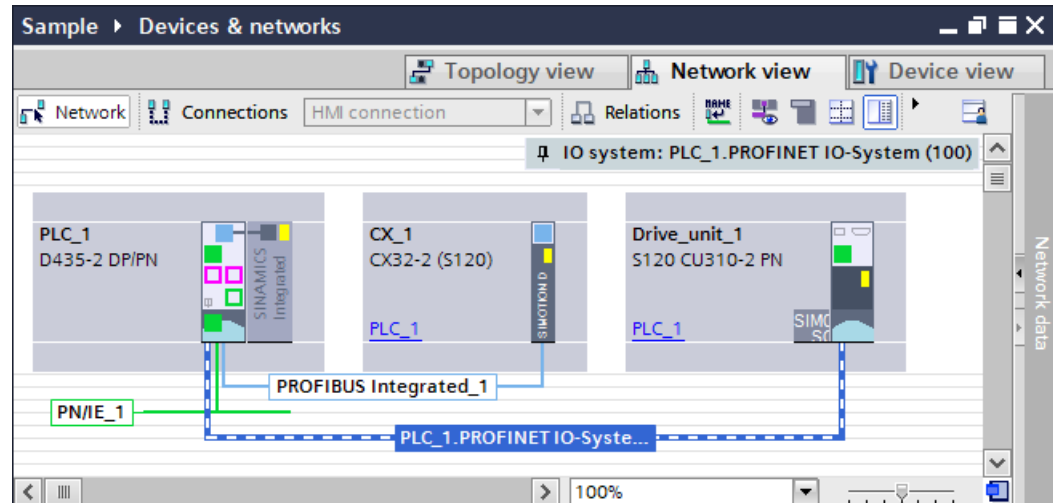 Sample ▸ Devices & networks
Topology view
Network view
Device view
Network
Connections
HMI connection
Relations
NAME
IO system: PLC_1.PROFINET IO-System (100)
PLC_1
D435-2 DP/PN
SINAMICS
Integrated
CX_1
CX32-2 (S120)
PLC_1
SIMOTION D
Drive_unit_1
S120 CU310-2 PN
PLC_1
PROFIBUS Integrated_1
PN/IE_1
PLC_1.PROFINET IO-Syste...
100%
Network data